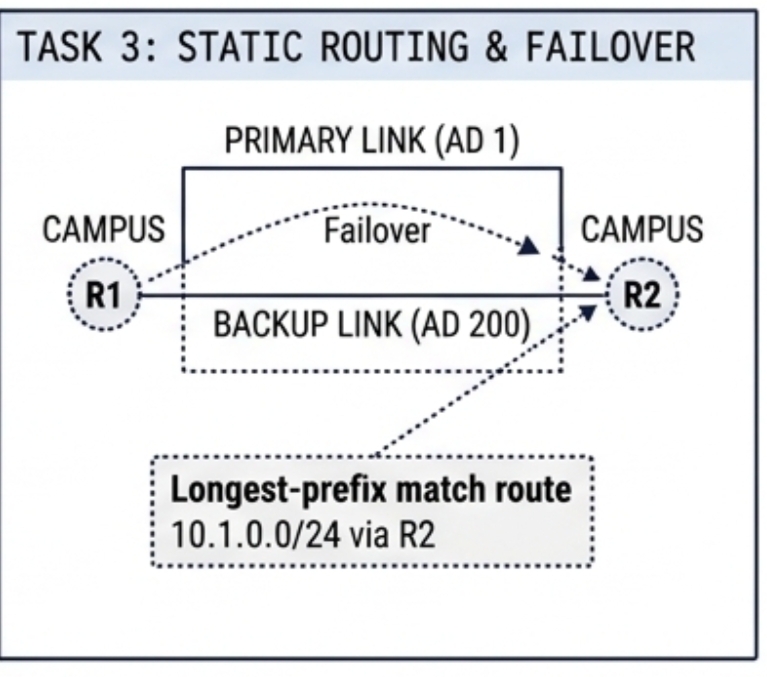 TASK 3: STATIC ROUTING & FAILOVER
PRIMARY LINK (AD 1)
CAMPUS
Failover
CAMPUS
R1
R2
BACKUP LINK (AD 200)
Longest-prefix match route
10.1.0.0/24 via R2